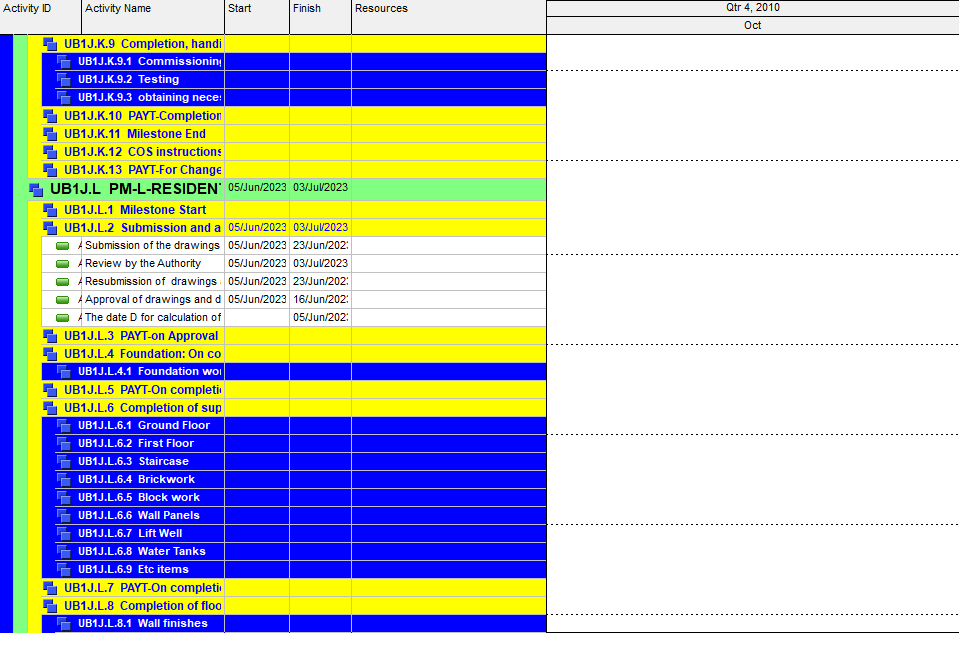 Activity ID Activity Name Start Finish Resources Qtr 4, 2010
Oct
UB1J.K.9 Completion, handi
UB1J.K.9.1 Commissioning
UB1J.K.9.2 Testing
UB1J.K.9.3 obtaining neces
UB1J.K.10 PAYT-Completion
UB1J.K.11 Milestone End
UB1J.K.12 COS instructions
UB1J.K.13 PAYT-For Change
UB1J.L PM-L-RESIDENT 05/Jun/2023 03/Jul/2023
UB1J.L.1 Milestone Start
UB1J.L.2 Submission and a 05/Jun/2023 03/Jul/2023
A Submission of the drawings 05/Jun/2023 23/Jun/202
A Review by the Authority 05/Jun/2023 03/Jul/2023
A Resubmission of drawings 05/Jun/2023 23/Jun/202
A Approval of drawings and d 05/Jun/2023 16/Jun/202
A The date D for calculation of 05/Jun/202
UB1J.L.3 PAYT-on Approval
UB1J.L.4 Foundation: On co
UB1J.L.4.1 Foundation wor
UB1J.L.5 PAYT-On completi
UB1J.L.6 Completion of sup
UB1J.L.6.1 Ground Floor
UB1J.L.6.2 First Floor
UB1J.L.6.3 Staircase
UB1J.L.6.4 Brickwork
UB1J.L.6.5 Block work
UB1J.L.6.6 Wall Panels
UB1J.L.6.7 Lift Well
UB1J.L.6.8 Water Tanks
UB1J.L.6.9 Etc items
UB1J.L.7 PAYT-On completi
UB1J.L.8 Completion of floo
UB1J.L.8.1 Wall finishes